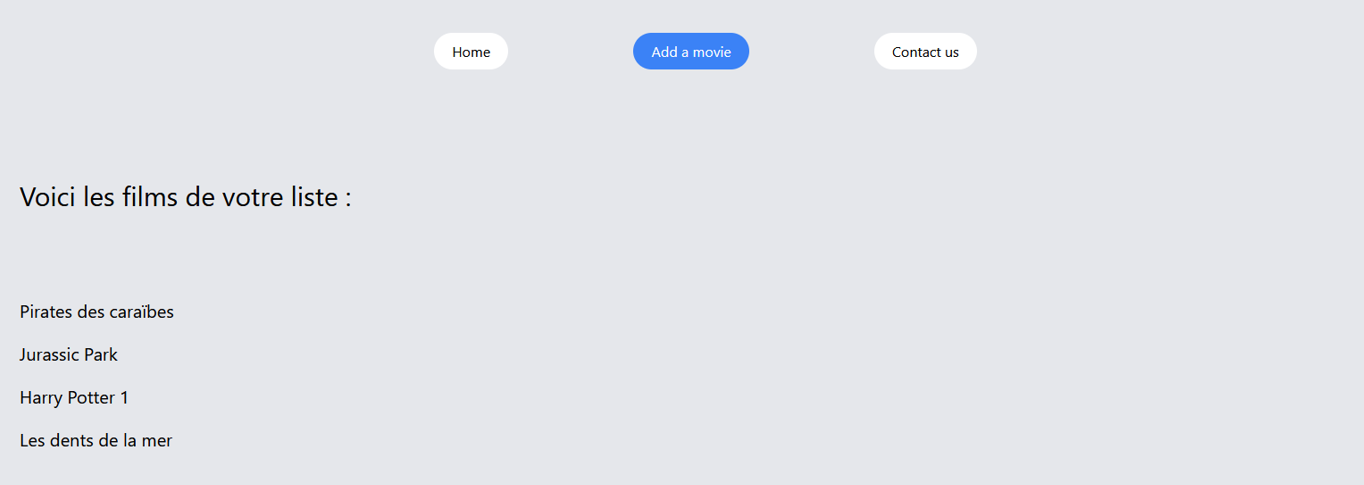 Home
Add a movie
Contact us
Voici les films de votre liste :
Pirates des caraïbes
Jurassic Park
Harry Potter 1
Les dents de la mer